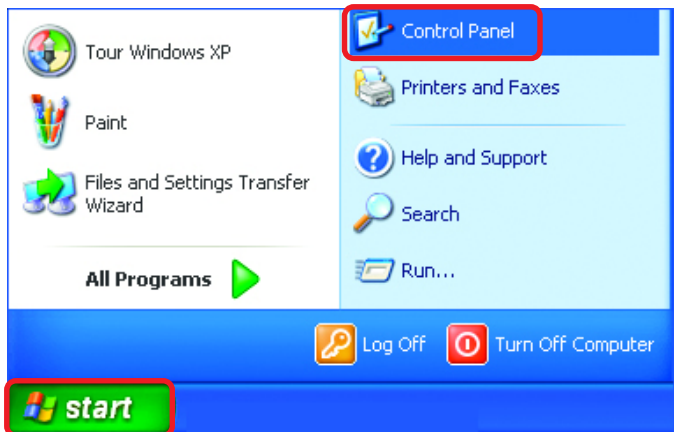 Tour Windows XP
Paint
Files and Settings Transfer
Wizard
All Programs
Control Panel
Printers and Faxes
Help and Support
Search
Run...
Log Off
Turn Off Computer
start